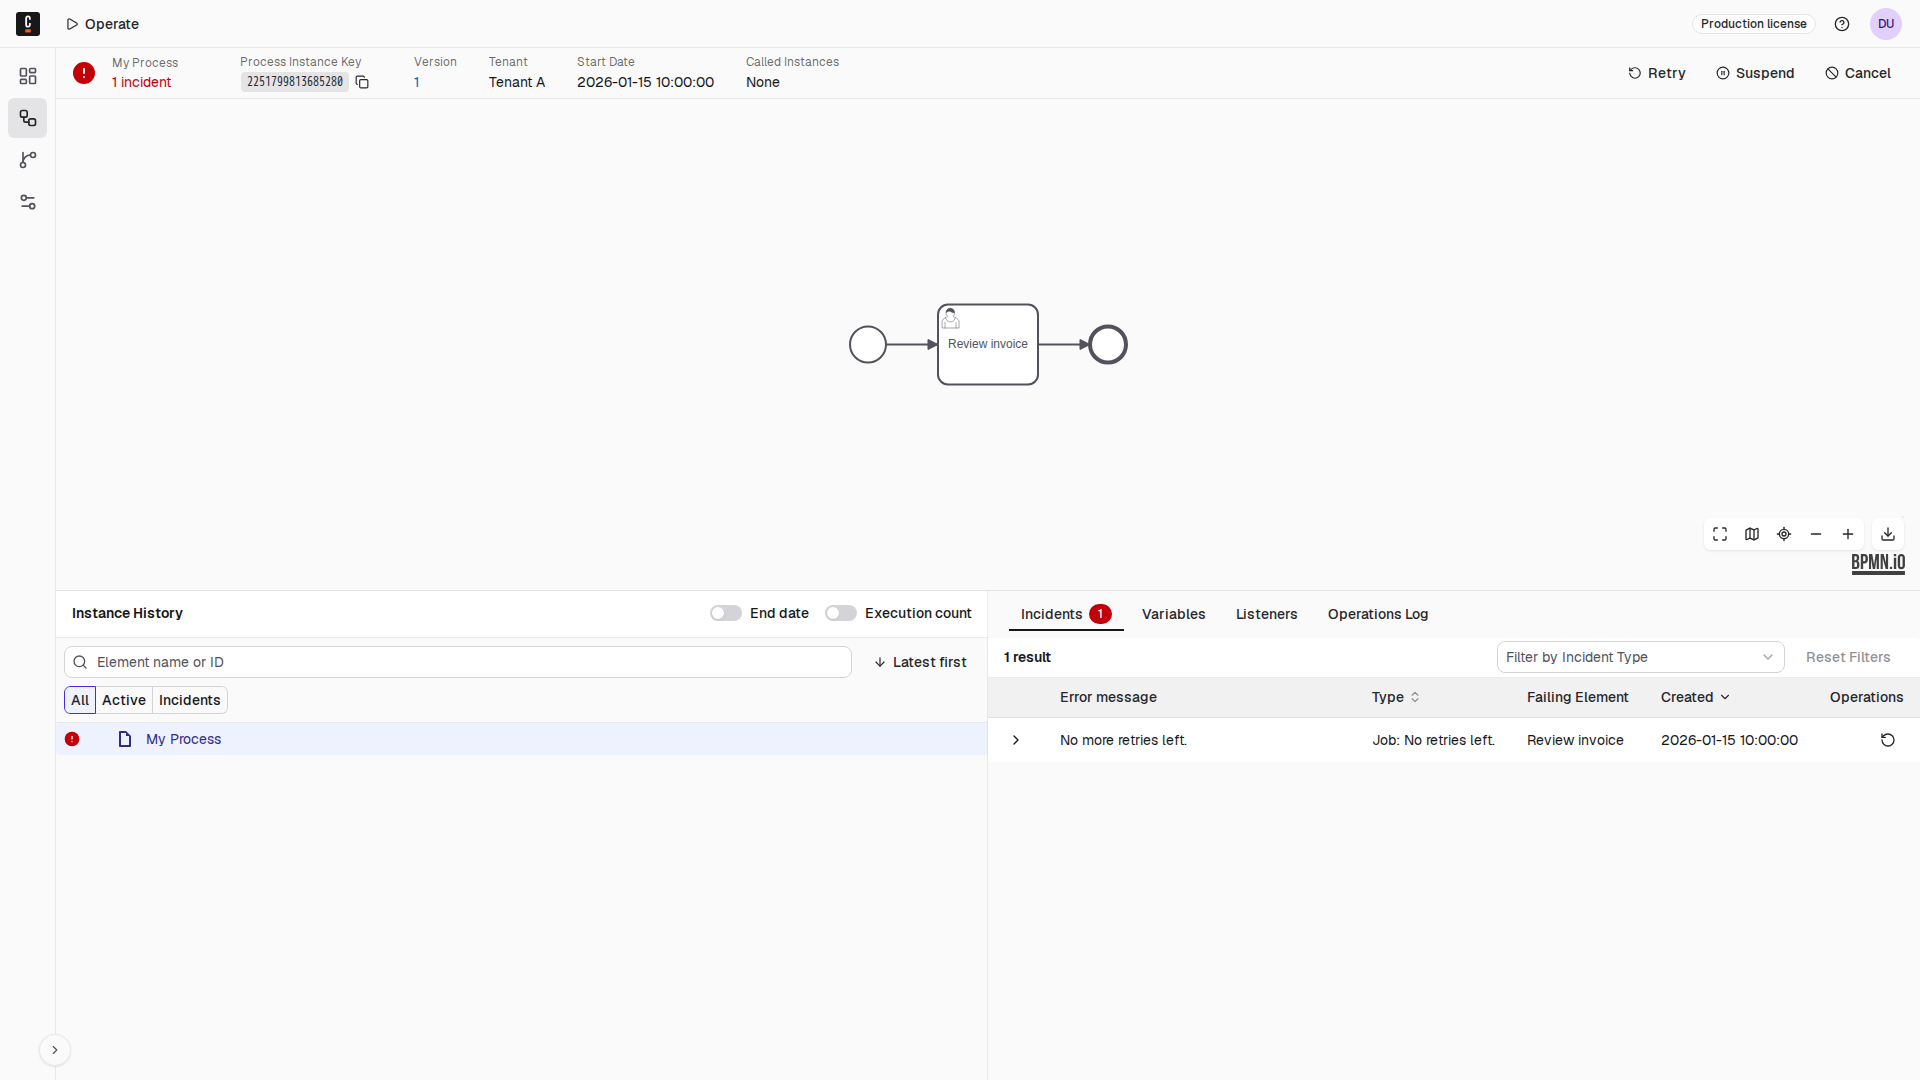 C
Operate
Production license
DU
My Process
1 incident
Process Instance Key
2251799813685280
Version
1
Tenant
Tenant A
Start Date
2026-01-15 10:00:00
Called Instances
None
Retry
Suspend
Cancel
Review invoice
BPMN.iO
Instance History
End date
Execution count
Element name or ID
Latest first
All
Active
Incidents
My Process
Incidents 1
Variables
Listeners
Operations Log
1 result
Filter by Incident Type
Reset Filters
Error message
Type
Failing Element
Created
Operations
No more retries left.
Job: No retries left.
Review invoice
2026-01-15 10:00:00